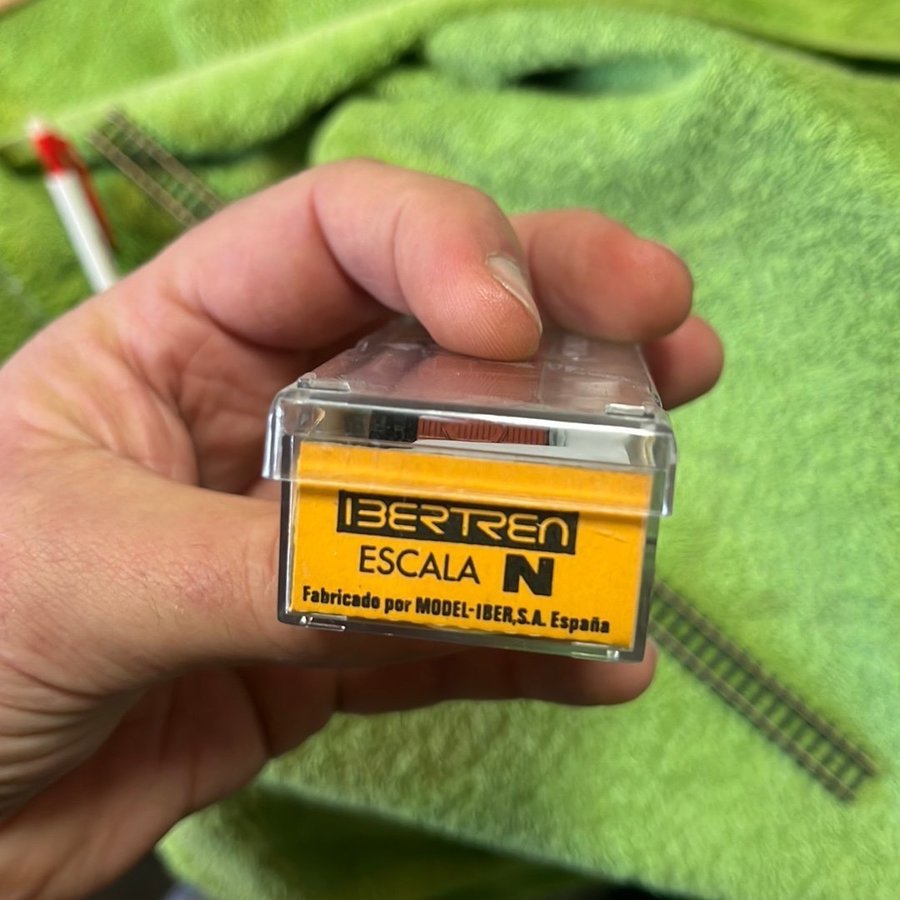 IBERTREN
ESCALA N
Fabricado por MODEL-IBER,S.A. España